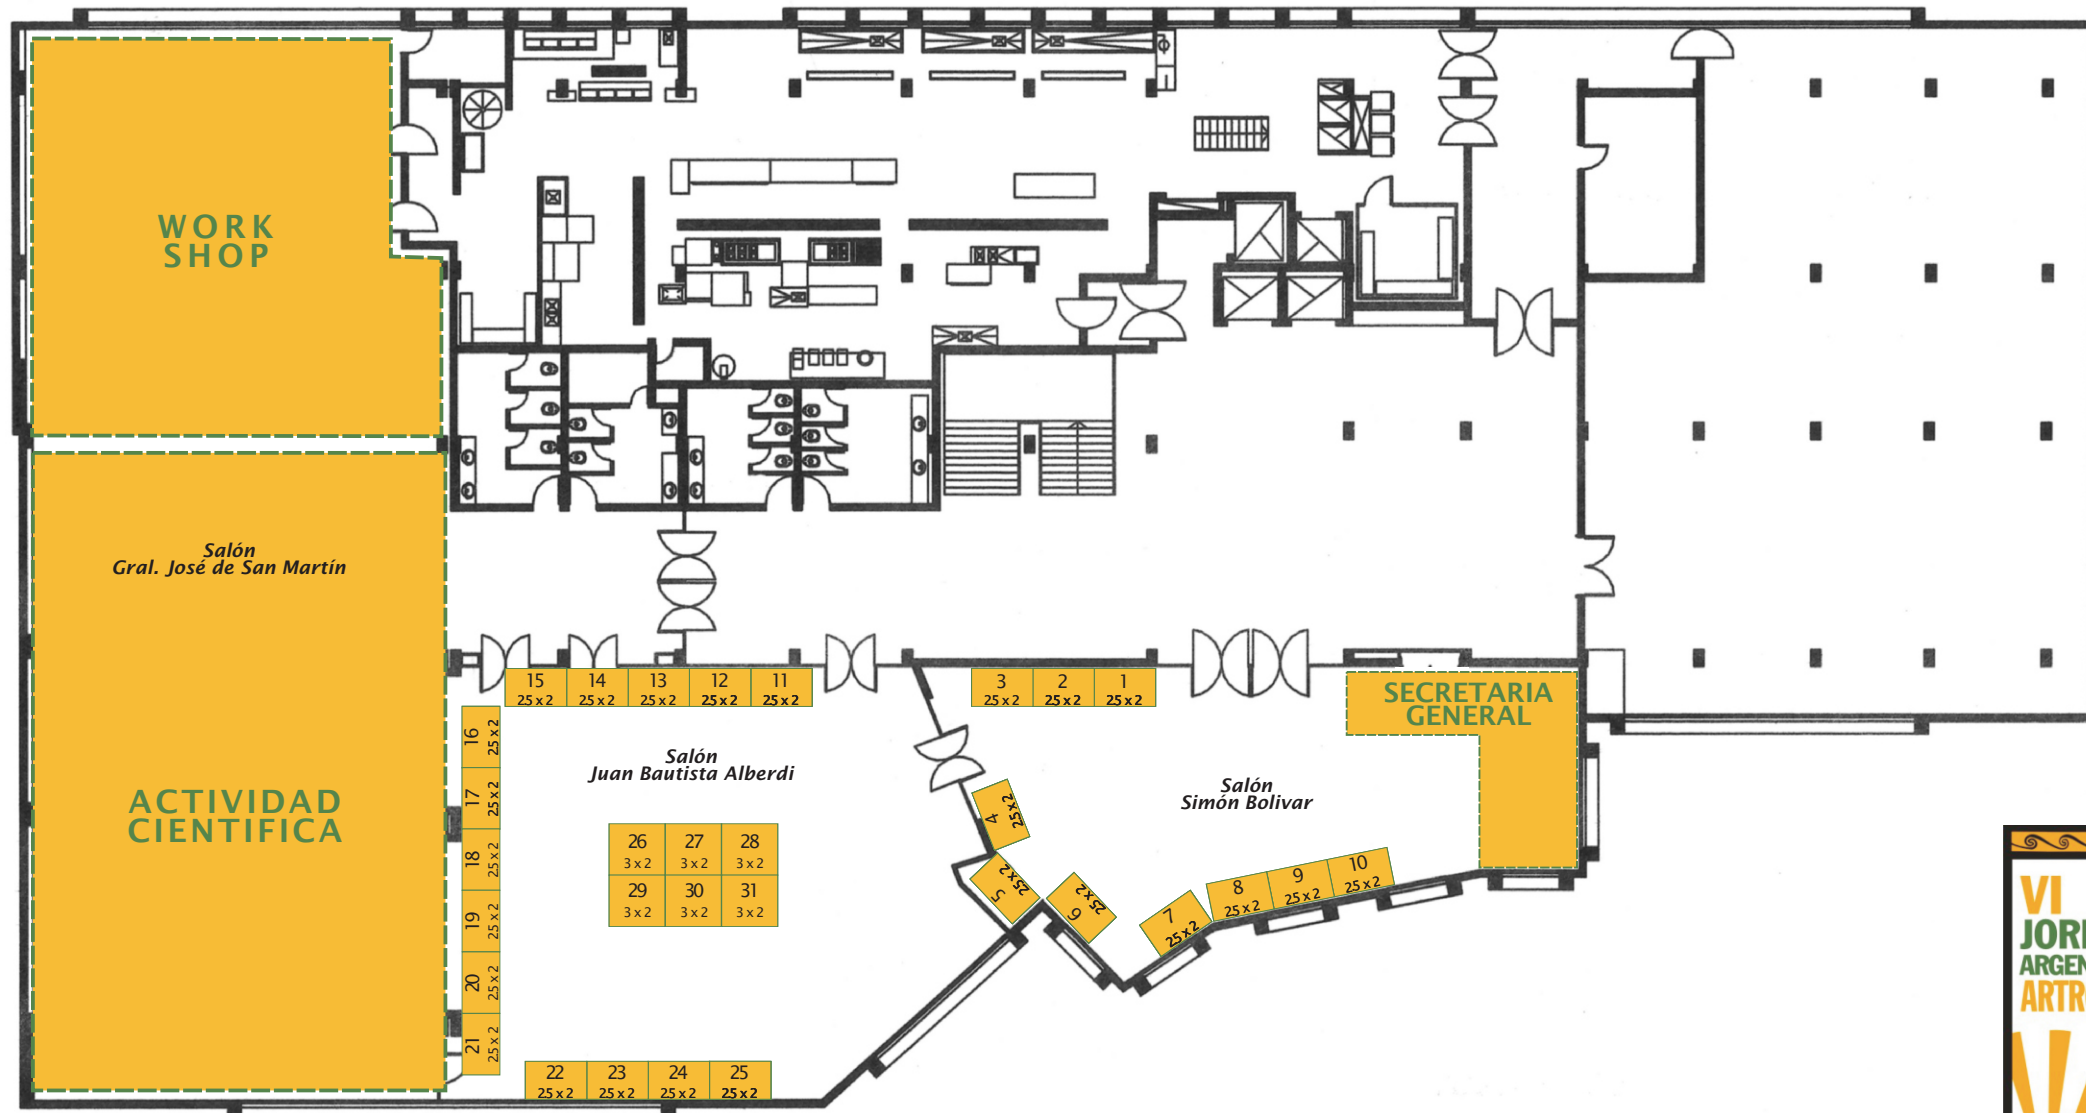 WORK
SHOP
Salón
Gral. José de San Martín
ACTIVIDAD
CIENTIFICA
15
25 x 2
14
25 x 2
13
25 x 2
12
25 x 2
11
25 x 2
3
25 x 2
2
25 x 2
1
25 x 2
SECRETARIA
GENERAL
16
25 x 2
17
25 x 2
18
25 x 2
19
25 x 2
20
25 x 2
21
25 x 2
Salón
Juan Bautista Alberdi
26
3 x 2
27
3 x 2
28
3 x 2
29
3 x 2
30
3 x 2
31
3 x 2
22
25 x 2
23
25 x 2
24
25 x 2
25
25 x 2
Salón
Simón Bolivar
4
25 x 2
5
25 x 2
6
25 x 2
7
25 x 2
8
25 x 2
9
25 x 2
10
25 x 2
VI
JOR
ARGEN
ARTR